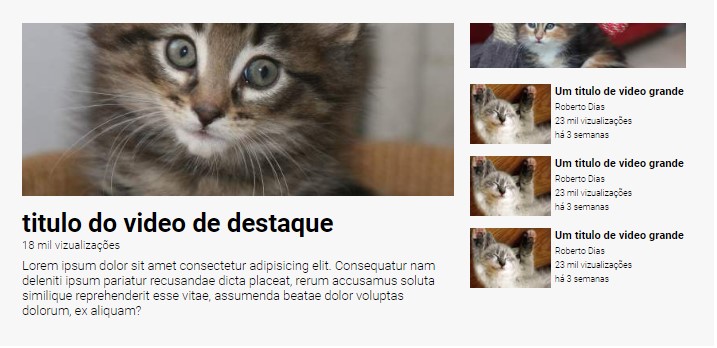 titulo do video de destaque
18 mil vizualizações
Lorem ipsum dolor sit amet consectetur adipisicing elit. Consequatur nam
deleniti ipsum pariatur recusandae dicta placeat, rerum accusamus soluta
similique reprehenderit esse vitae, assumenda beatae dolor voluptas
dolorum, ex aliquam?
Um titulo de video grande
Roberto Dias
23 mil vizualizações
há 3 semanas
Um titulo de video grande
Roberto Dias
23 mil vizualizações
há 3 semanas
Um titulo de video grande
Roberto Dias
23 mil vizualizações
há 3 semanas